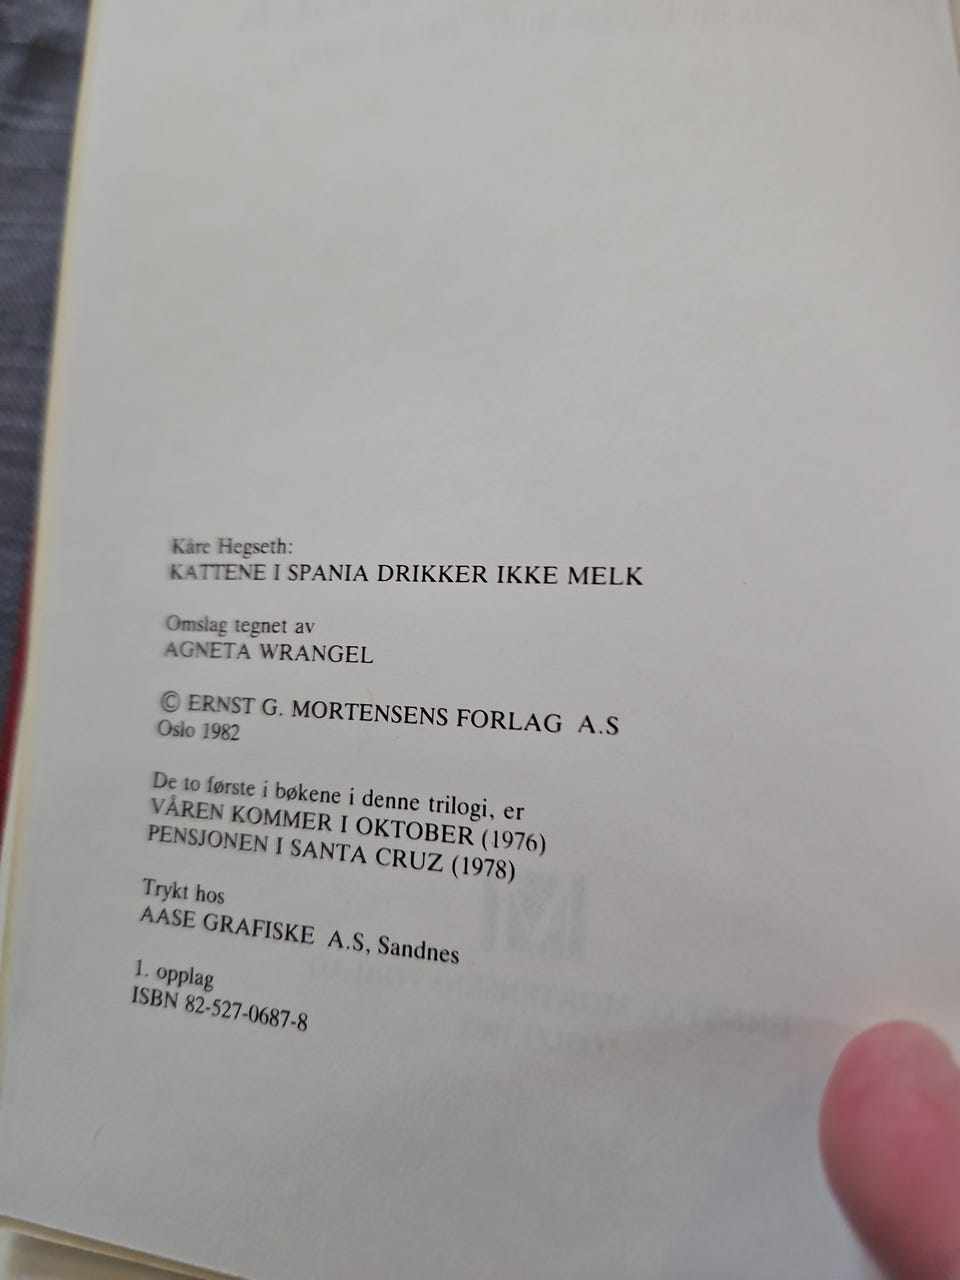 Kåre Hegseth:
KATTENE I SPANIA DRIKKER IKKE MELK
Omslag tegnet av
AGNETA WRANGEL
© ERNST G. MORTENSENS FORLAG A.S
Oslo 1982
De to første i bøkene i denne trilogi, er
VÅREN KOMMER I OKTOBER (1976)
PENSJONEN I SANTA CRUZ (1978)
Trykt hos
AASE GRAFISKE A.S, Sandnes
1. opplag
ISBN 82-527-0687-8